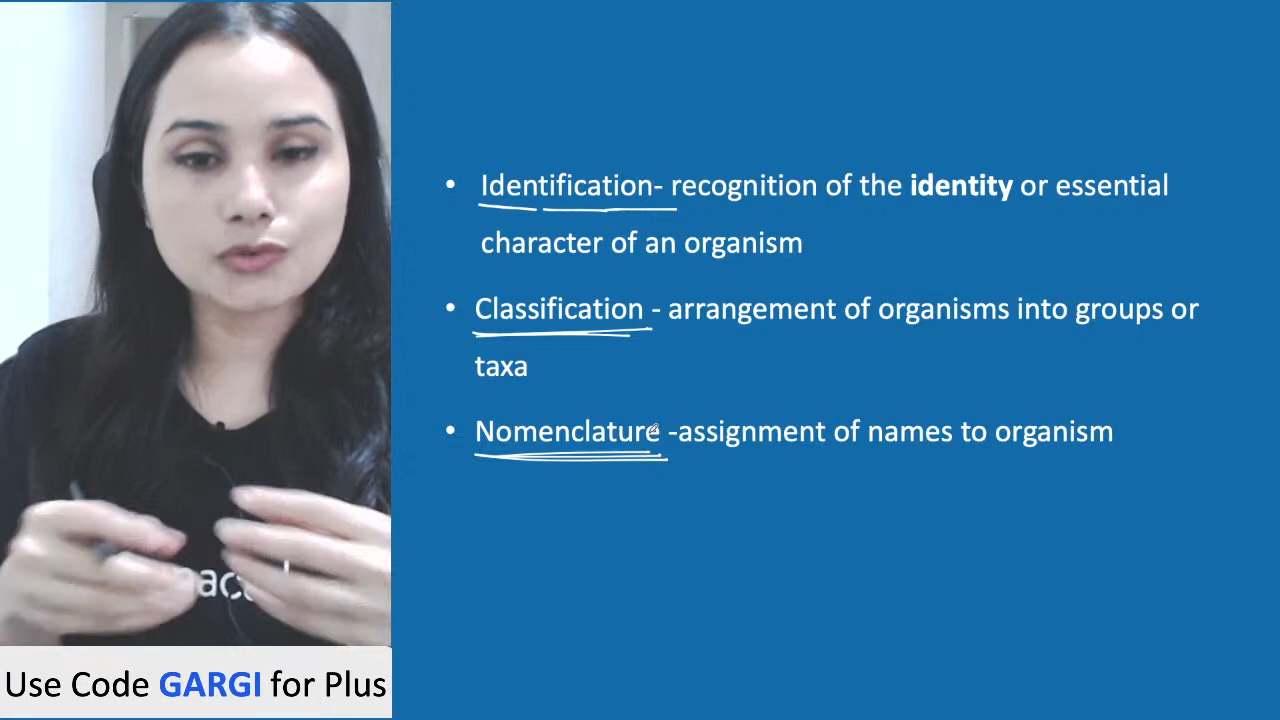 • Identification- recognition of the identity or essential
character of an organism
• Classification - arrangement of organisms into groups or
taxa
• Nomenclature -assignment of names to organism
Use Code GARGI for Plus